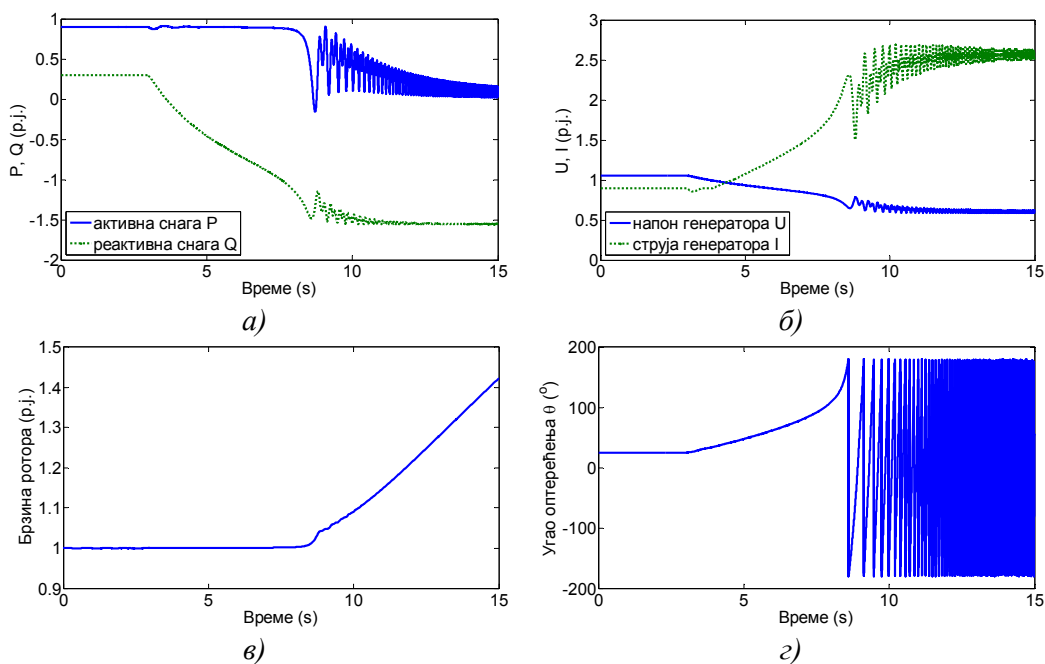 1
0.5
0
-0.5
-1
-1.5
-2
P, Q (p.j.)
активна снага P
реактивна снага Q
0 5 10 15
Време (s)
а)
3
2.5
2
1.5
1
0.5
0
U, I (p.j.)
напон генератора U
струја генератора I
0 5 10 15
Време (s)
б)
1.5
1.4
1.3
1.2
1.1
1
0.9
Брзина ротора (p.j.)
0 5 10 15
Време (s)
в)
200
100
0
-100
-200
Угао оптерећења θ (°)
0 5 10 15
Време (s)
г)